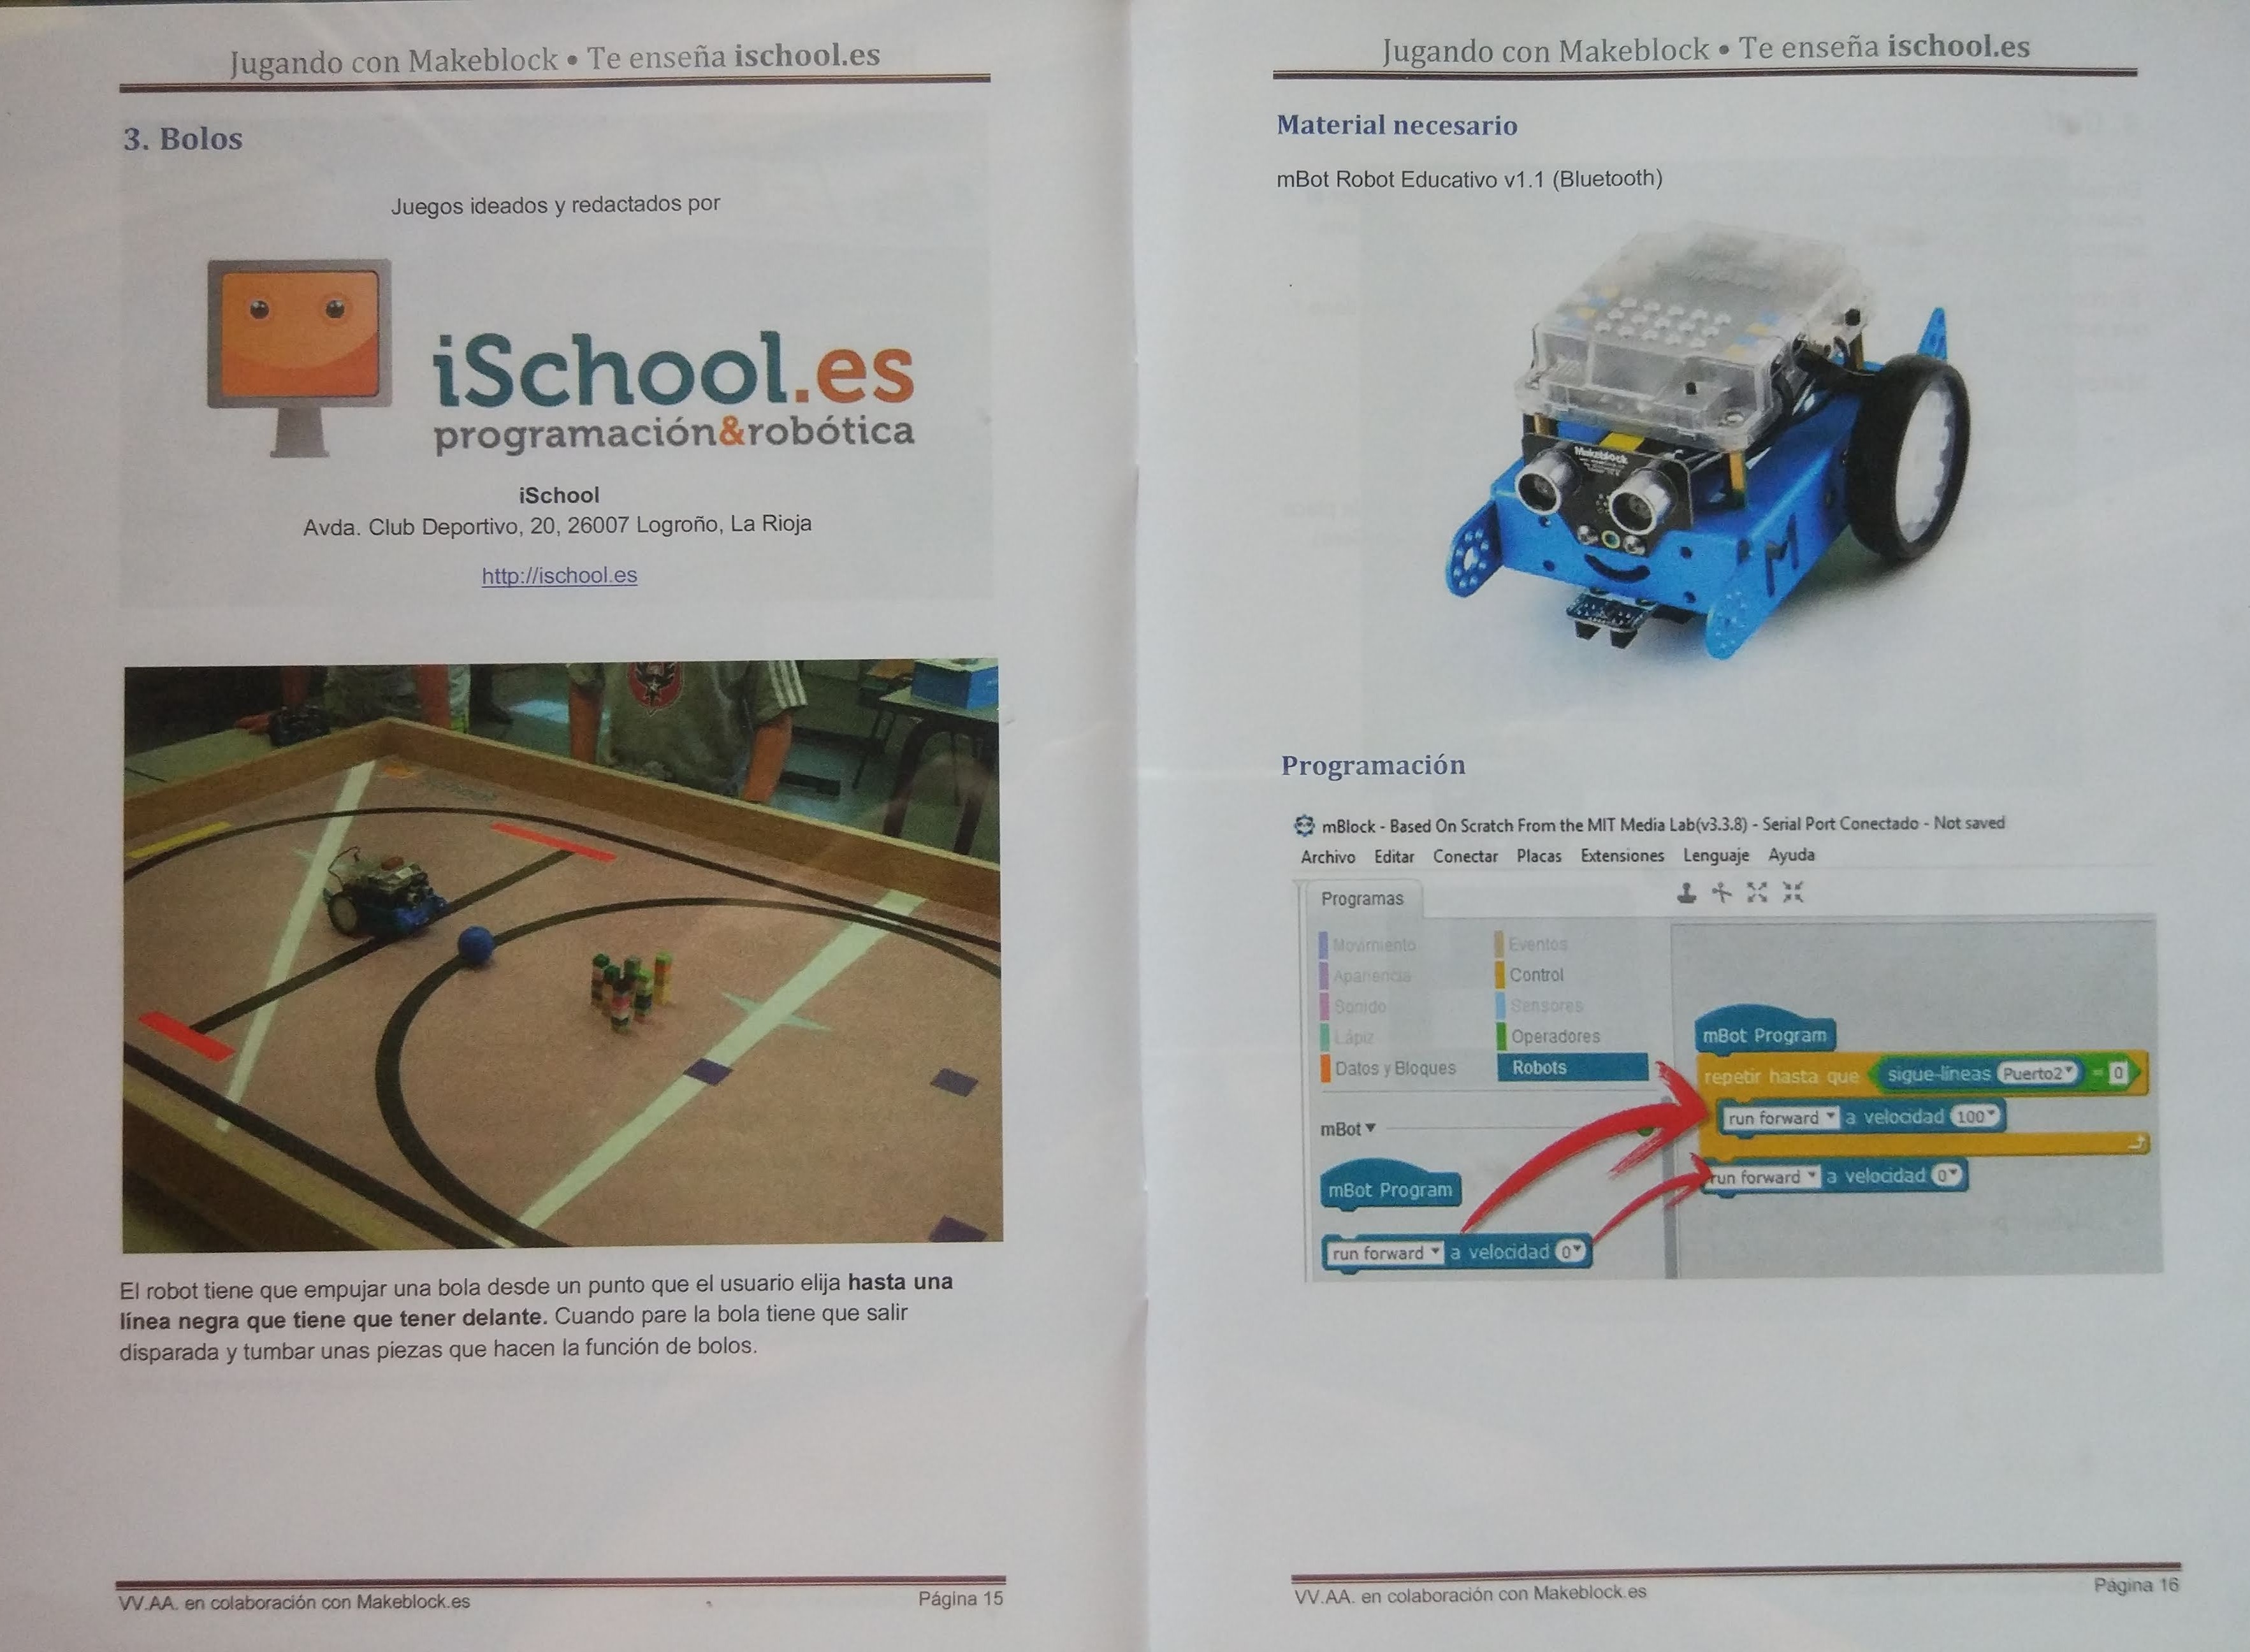 Jugando con Makeblock • Te enseña ischool.es
3. Bolos
Juegos ideados y redactados por
iSchool.es
programación&robótica
iSchool
Avda. Club Deportivo, 20, 26007 Logroño, La Rioja
http://ischool.es
El robot tiene que empujar una bola desde un punto que el usuario elija hasta una
línea negra que tiene que tener delante. Cuando pare la bola tiene que salir
disparada y tumbar unas piezas que hacen la función de bolos.
VV.AA. en colaboración con Makeblock.es
Página 15
Jugando con Makeblock • Te enseña ischool.es
Material necesario
mBot Robot Educativo v1.1 (Bluetooth)
Makeblock
M
Programación
mBlock - Based On Scratch From the MIT Media Lab(v3.3.8) - Serial Port Conectado - Not saved
Archivo Editar Conectar Placas Extensiones Lenguaje Ayuda
Programas
Movimiento Eventos
Apariencia Control
Sonido Sensores
Lápiz Operadores
Datos y Bloques Robots
mBot
mBot Program
run forward a velocidad 0
mBot Program
repetir hasta que sigue-líneas Puerto2 = 0
run forward a velocidad 100
run forward a velocidad 0
VV.AA. en colaboración con Makeblock.es
Página 16